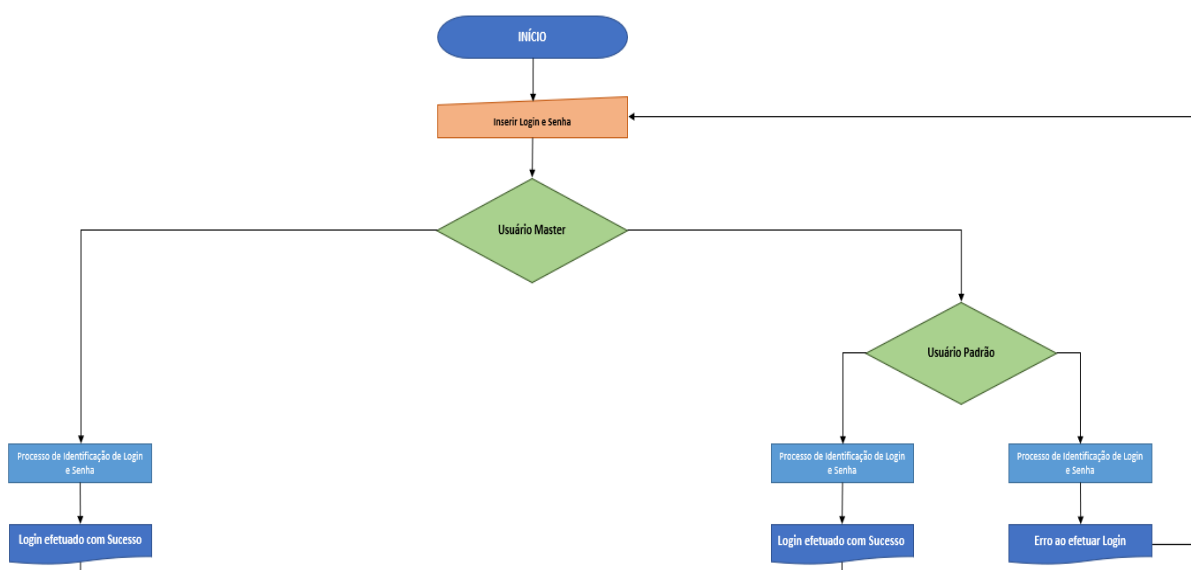 INÍCIO
Inserir Login e Senha
Usuário Master
Usuário Padrão
Processo de Identificação de Login
e Senha
Processo de Identificação de Login
e Senha
Processo de Identificação de Login
e Senha
Login efetuado com Sucesso
Login efetuado com Sucesso
Erro ao efetuar Login